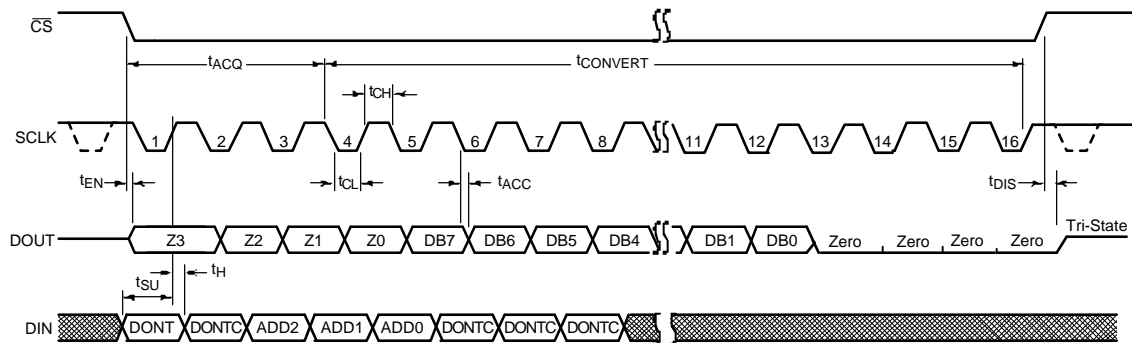 CS
tACQ
tCONVERT
tCH
SCLK
1 2 3 4 5 6 7 8 11 12 13 14 15 16
tEN
tCL
tACC
tDIS
DOUT
Z3 Z2 Z1 Z0 DB7 DB6 DB5 DB4 DB1 DB0 Zero Zero Zero Zero
Tri-State
tSU
tH
DIN
DONT DONTC ADD2 ADD1 ADD0 DONTC DONTC DONTC